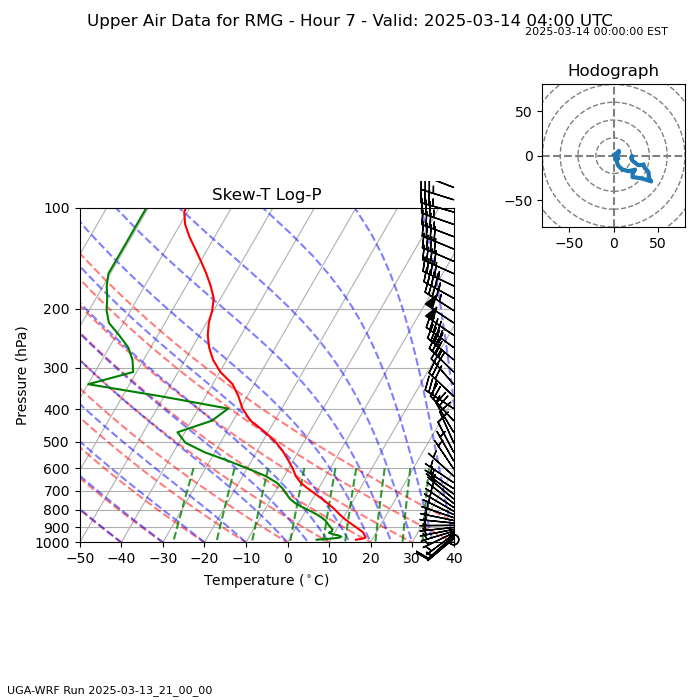 Upper Air Data for RMG - Hour 7 - Valid: 2025-03-14 04:00 UTC
2025-03-14 00:00:00 EST
Hodograph
50
0
−50
−50 0 50
Skew-T Log-P
100
200
300
400
500
600
700
800
900
1000
Pressure (hPa)
−50 −40 −30 −20 −10 0 10 20 30 40
Temperature (°C)
UGA-WRF Run 2025-03-13_21_00_00